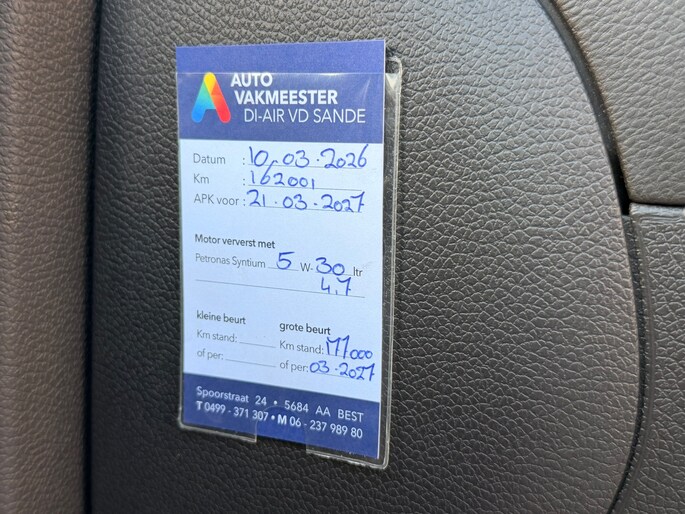 AUTO
VAKMEESTER
DI-AIR VD SANDE
Datum : 10.03.2026
Km : 162001
APK voor : 21.03.2027
Motor ververst met
Petronas Syntium 5 W- 30 ltr
4.7
kleine beurt grote beurt
Km stand: Km stand: 177000
of per: of per: 03.2027
Spoorstraat 24 • 5684 AA BEST
T 0499 - 371 307 • M 06 - 237 989 80